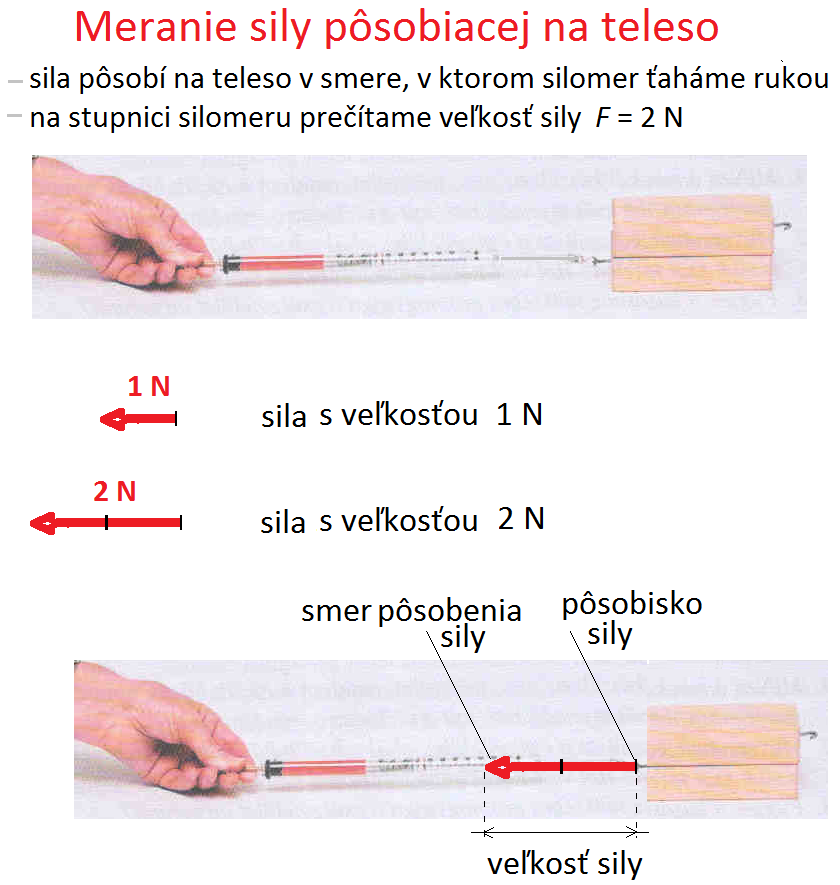 Meranie sily pôsobiacej na teleso
– sila pôsobí na teleso v smere, v ktorom silomer ťaháme rukou
– na stupnici silomeru prečítame veľkosť sily F = 2 N
1 N
sila s veľkosťou 1 N
2 N
sila s veľkosťou 2 N
smer pôsobenia
sily
pôsobisko
sily
veľkosť sily